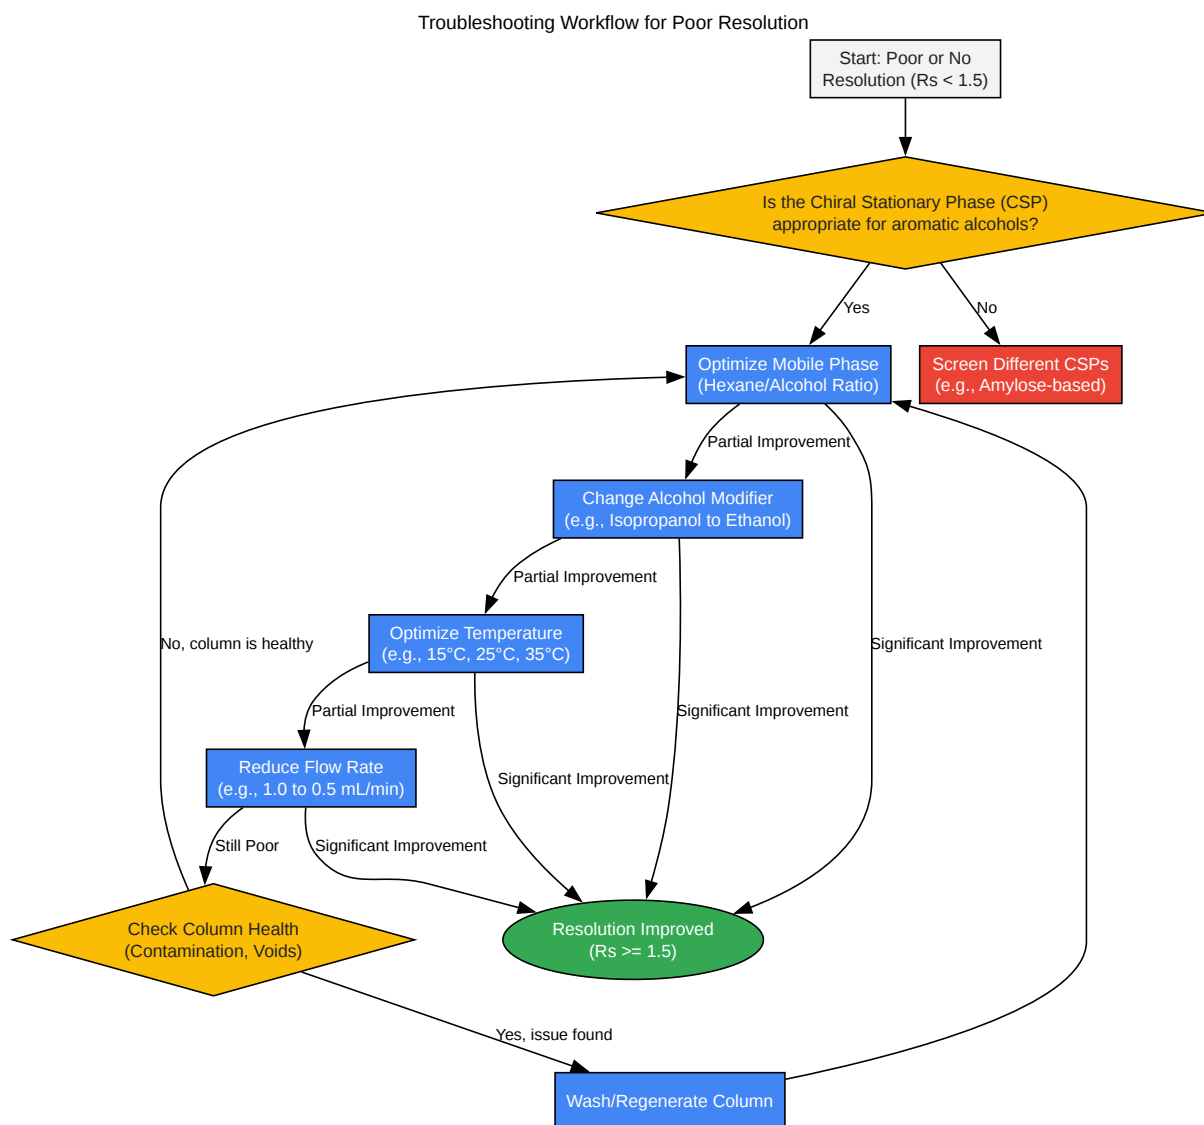 Troubleshooting Workflow for Poor Resolution
Start: Poor or No
Resolution (Rs < 1.5)
Is the Chiral Stationary Phase (CSP)
appropriate for aromatic alcohols?
Yes
No
Optimize Mobile Phase
(Hexane/Alcohol Ratio)
Screen Different CSPs
(e.g., Amylose-based)
Partial Improvement
Change Alcohol Modifier
(e.g., Isopropanol to Ethanol)
Partial Improvement
Optimize Temperature
(e.g., 15°C, 25°C, 35°C)
No, column is healthy
Significant Improvement
Partial Improvement
Significant Improvement
Reduce Flow Rate
(e.g., 1.0 to 0.5 mL/min)
Significant Improvement
Still Poor
Significant Improvement
Check Column Health
(Contamination, Voids)
Resolution Improved
(Rs >= 1.5)
Yes, issue found
Wash/Regenerate Column